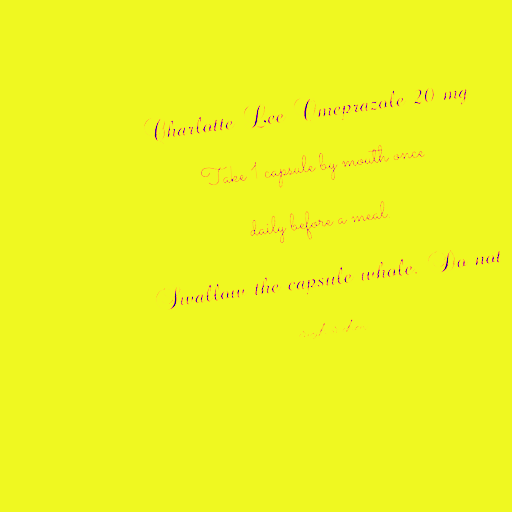 Charlotte Lee Omeprazole 20 mg
Take 1 capsule by mouth once
daily before a meal.
Swallow the capsule whole. Do not